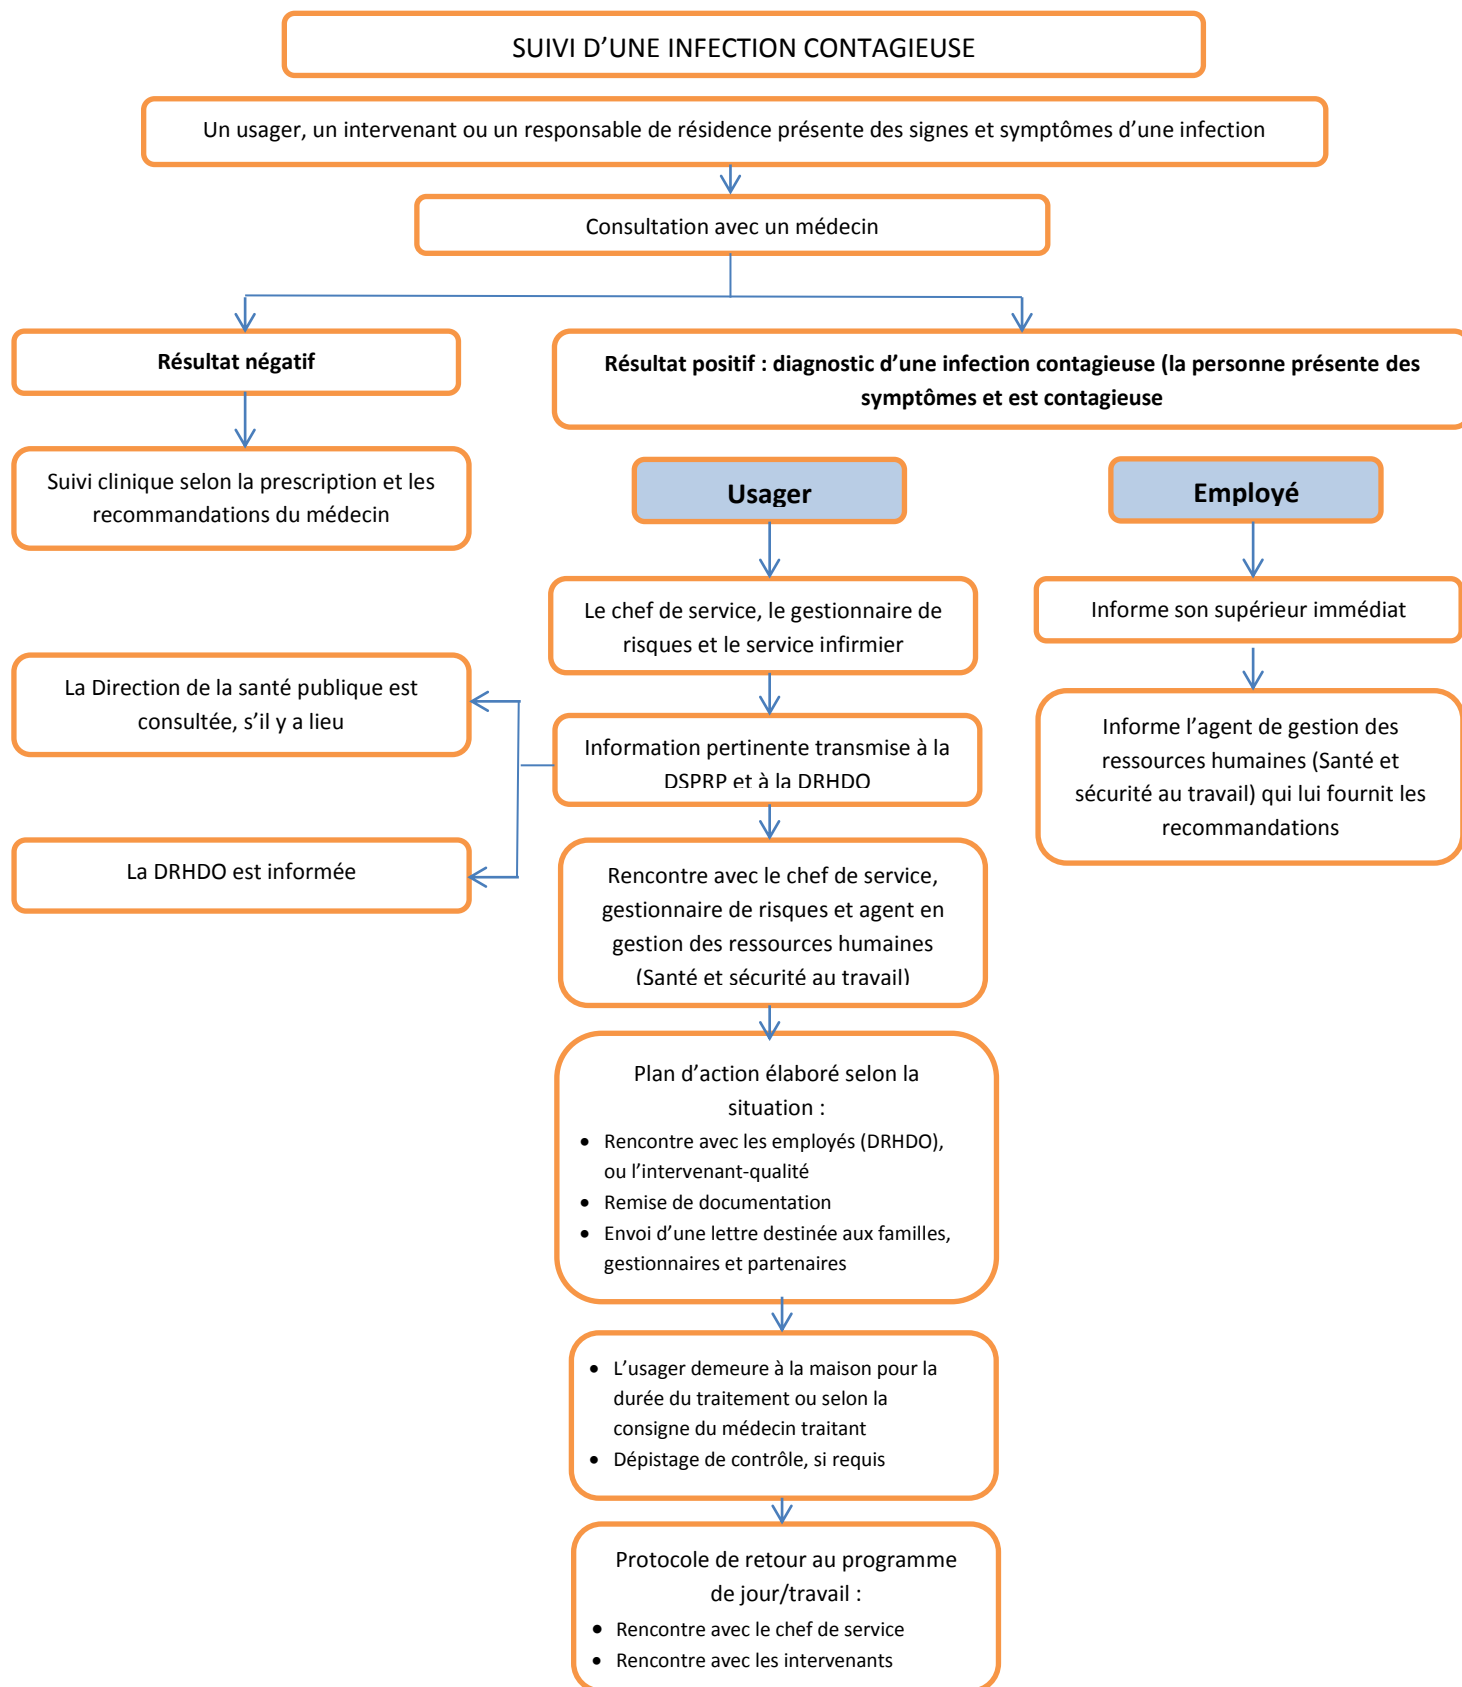 SUIVI D’UNE INFECTION CONTAGIEUSE
Un usager, un intervenant ou un responsable de résidence présente des signes et symptômes d’une infection
Consultation avec un médecin
Résultat négatif
Résultat positif : diagnostic d’une infection contagieuse (la personne présente des
symptômes et est contagieuse
Suivi clinique selon la prescription et les
recommandations du médecin
Usager
Employé
Le chef de service, le gestionnaire de
risques et le service infirmier
Informe son supérieur immédiat
La Direction de la santé publique est
consultée, s’il y a lieu
Information pertinente transmise à la
DSPRP et à la DRHDO
Informe l’agent de gestion des
ressources humaines (Santé et
sécurité au travail) qui lui fournit les
recommandations
La DRHDO est informée
Rencontre avec le chef de service,
gestionnaire de risques et agent en
gestion des ressources humaines
(Santé et sécurité au travail)
Plan d’action élaboré selon la
situation :
• Rencontre avec les employés (DRHDO),
ou l’intervenant-qualité
• Remise de documentation
• Envoi d’une lettre destinée aux familles,
gestionnaires et partenaires
• L’usager demeure à la maison pour la
durée du traitement ou selon la
consigne du médecin traitant
• Dépistage de contrôle, si requis
Protocole de retour au programme
de jour/travail :
• Rencontre avec le chef de service
• Rencontre avec les intervenants